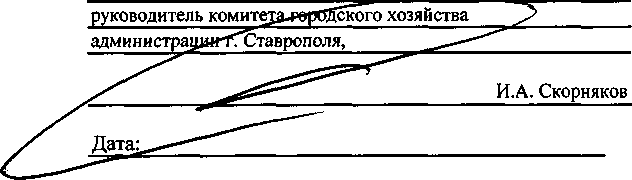 руководитель комитета городского хозяйства
администрации г. Ставрополя,
И.А. Скорняков
Дата: